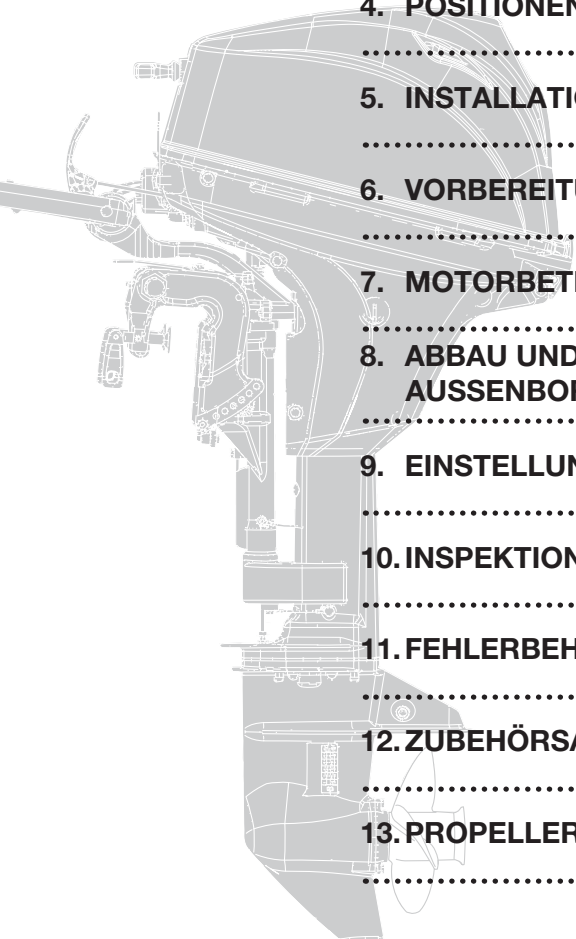 4. POSITIONEN
5. INSTALLATI
6. VORBEREIT
7. MOTORBET
8. ABBAU UND
AUSSENBO
9. EINSTELLUN
10. INSPEKTION
11. FEHLERBEH
12. ZUBEHÖRS
13. PROPELLER